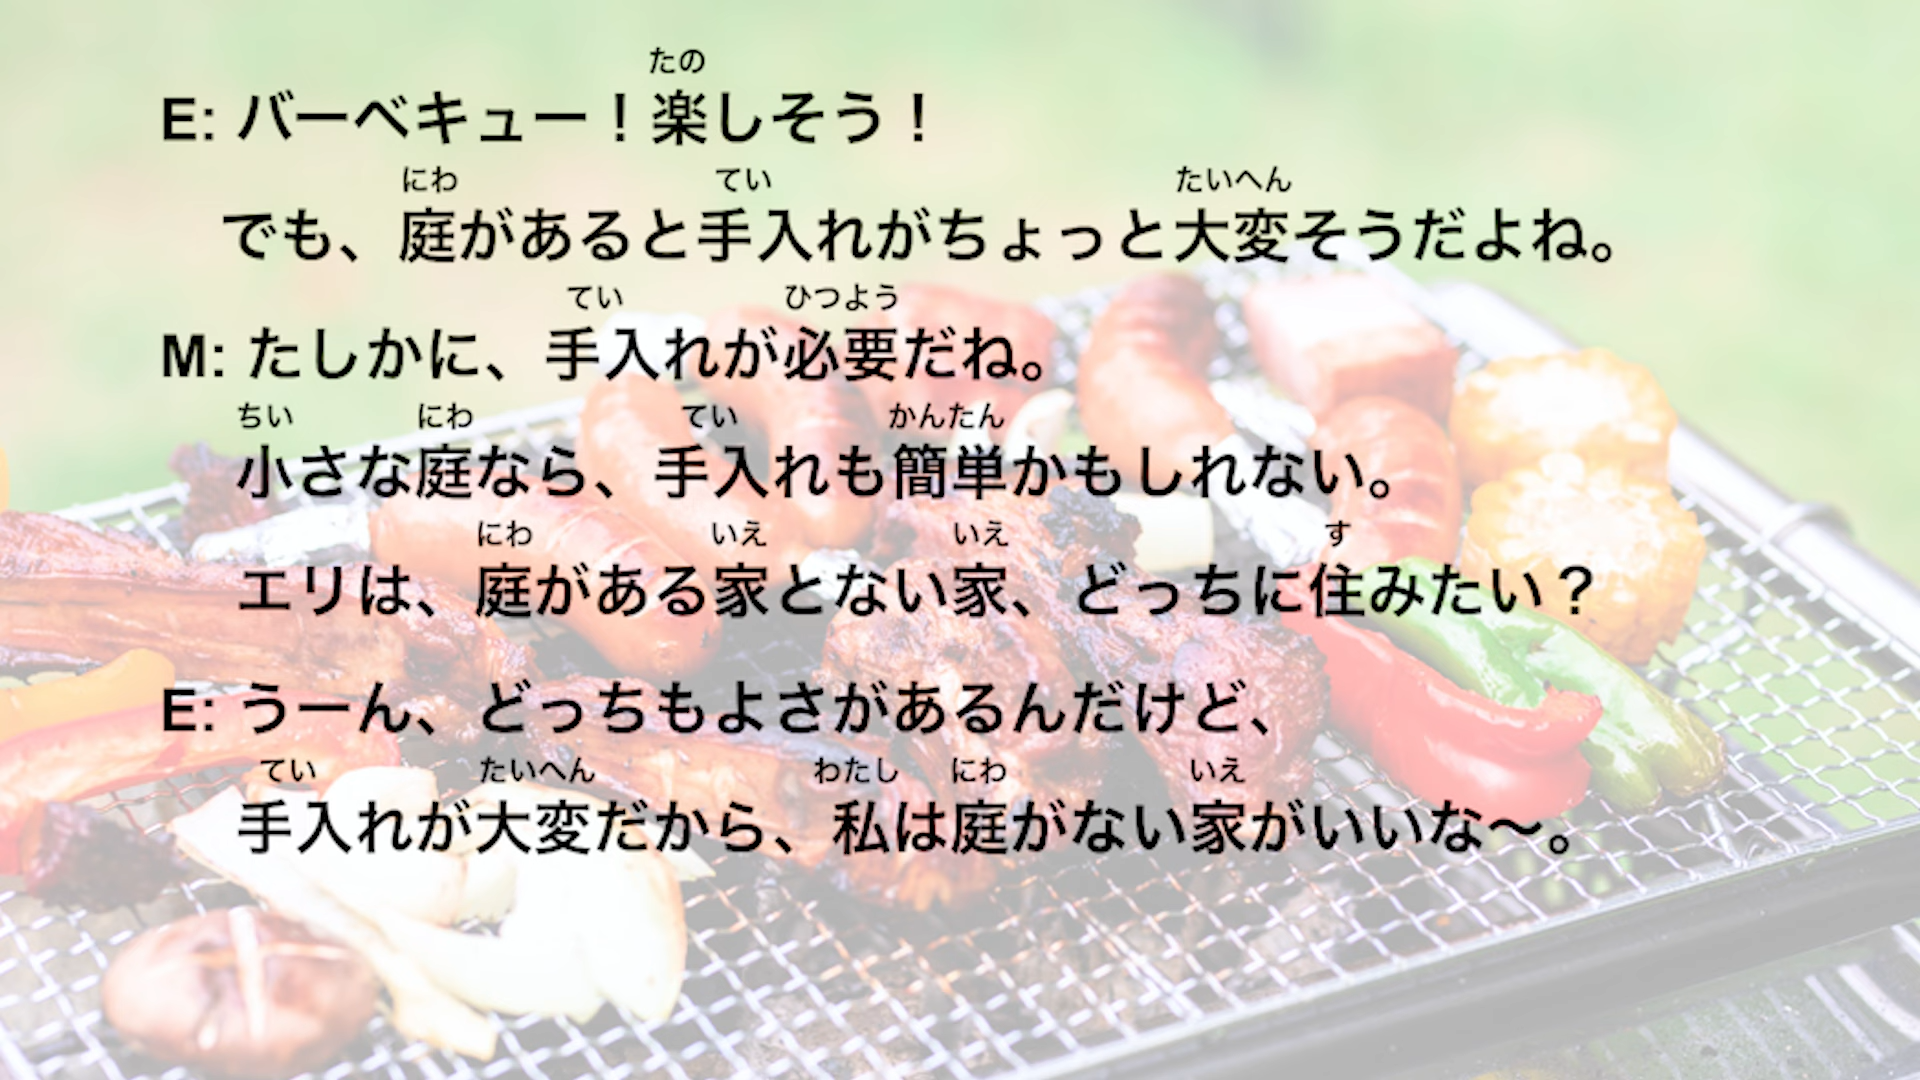 たの
E: バーベキュー！楽しそう！
にわ てい たいへん
でも、庭があると手入れがちょっと大変そうだよね。
てい ひつよう
M: たしかに、手入れが必要だね。
ちい にわ てい かんたん
小さな庭なら、手入れも簡単かもしれない。
にわ いえ いえ す
エリは、庭がある家とない家、どっちに住みたい？
E: うーん、どっちもよさがあるんだけど、
てい たいへん わたし にわ いえ
手入れが大変だから、私は庭がない家がいいな〜。